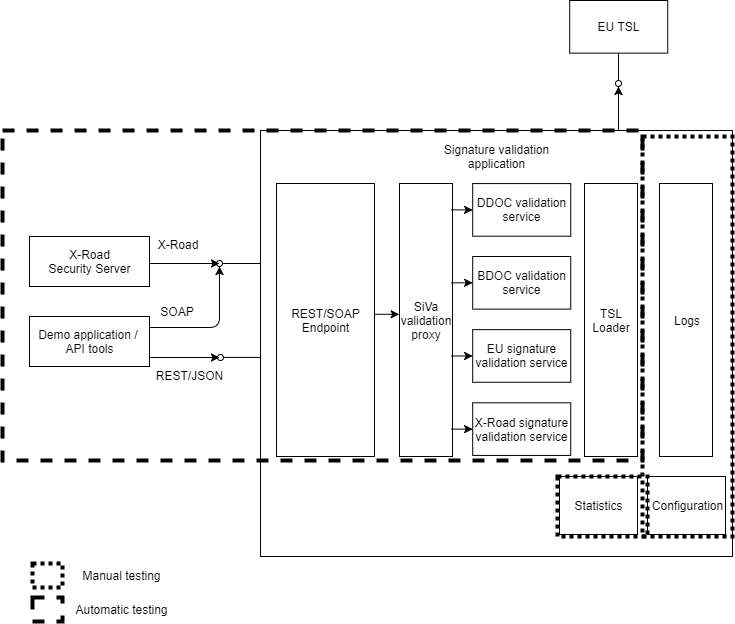 EU TSL
Signature validation
application
X-Road
X-Road
Security Server
SOAP
Demo application /
API tools
REST/JSON
REST/SOAP
Endpoint
SiVa
validation
proxy
DDOC validation
service
BDOC validation
service
EU signature
validation service
X-Road signature
validation service
TSL
Loader
Logs
Statistics
Configuration
Manual testing
Automatic testing